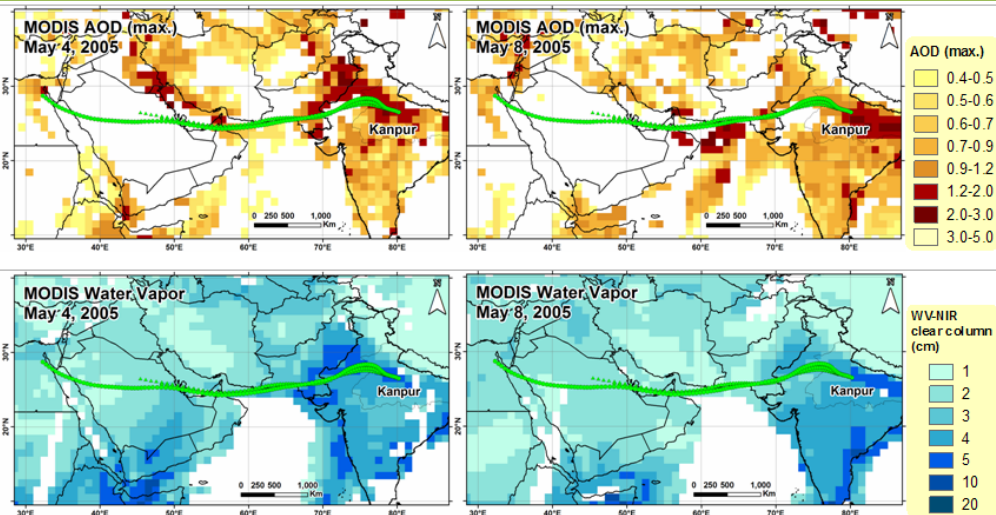 MODIS AOD (max.)
May 4, 2005
N
30°N
20°N
Kanpur
0 250 500 1,000
Km
30°E 40°E 50°E 60°E 70°E 80°E
MODIS AOD (max.)
May 8, 2005
N
30°N
20°N
Kanpur
0 250 500 1,000
Km
30°E 40°E 50°E 60°E 70°E 80°E
AOD (max.)
0.4-0.5
0.5-0.6
0.6-0.7
0.7-0.9
0.9-1.2
1.2-2.0
2.0-3.0
3.0-5.0
MODIS Water Vapor
May 4, 2005
N
30°N
20°N
Kanpur
0 250 500 1,000
Km
30°E 40°E 50°E 60°E 70°E 80°E
MODIS Water Vapor
May 8, 2005
N
30°N
20°N
Kanpur
0 250 500 1,000
Km
30°E 40°E 50°E 60°E 70°E 80°E
WV-NIR
clear column
(cm)
1
2
3
4
5
10
20